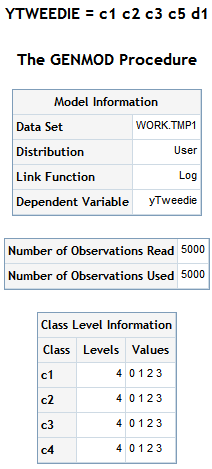 YTWEEDIE = c1 c2 c3 c5 d1
The GENMOD Procedure
Model Information
Data Set WORK.TMP1
Distribution User
Link Function Log
Dependent Variable yTweedie
Number of Observations Read 5000
Number of Observations Used 5000
Class Level Information
Class Levels Values
c1 4 0 1 2 3
c2 4 0 1 2 3
c3 4 0 1 2 3
c4 4 0 1 2 3